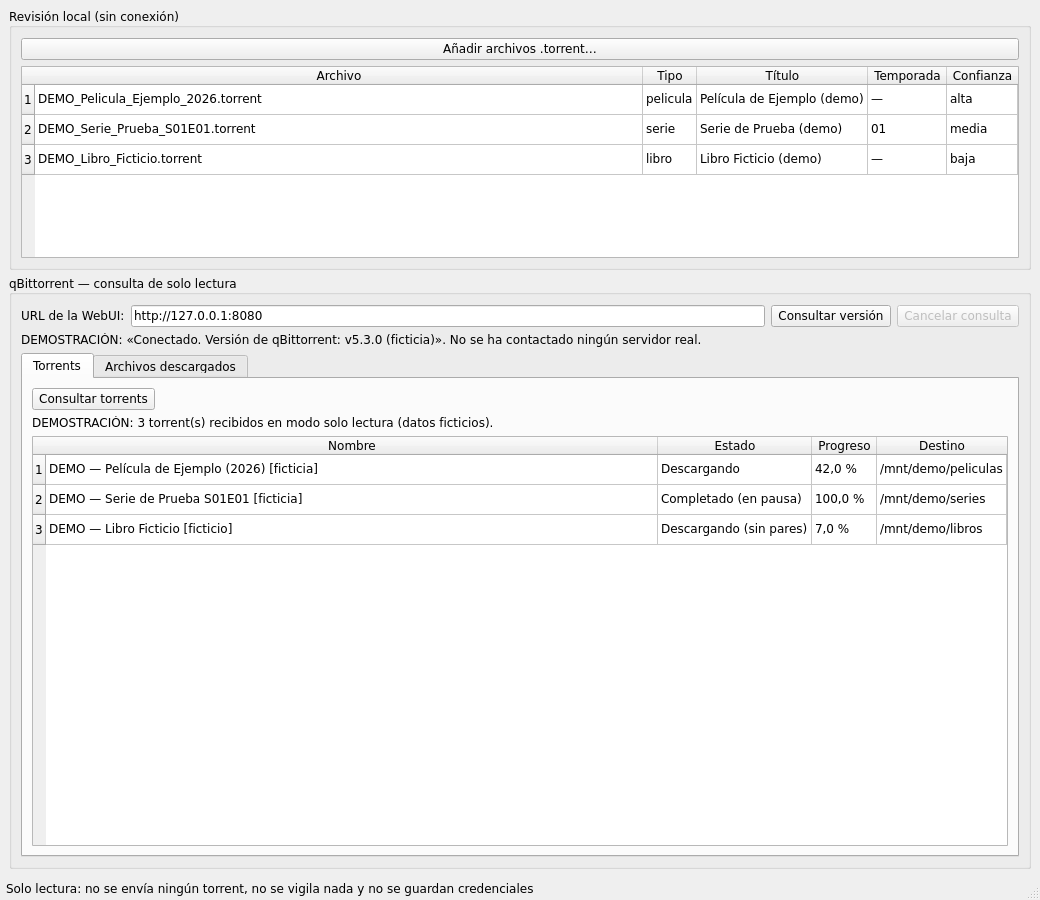 Revisión local (sin conexión)
Añadir archivos .torrent...
Archivo Tipo Título Temporada Confianza
1 DEMO_Pelicula_Ejemplo_2026.torrent pelicula Película de Ejemplo (demo) — alta
2 DEMO_Serie_Prueba_S01E01.torrent serie Serie de Prueba (demo) 01 media
3 DEMO_Libro_Ficticio.torrent libro Libro Ficticio (demo) — baja
qBittorrent — consulta de solo lectura
URL de la WebUI: http://127.0.0.1:8080 Consultar versión Cancelar consulta
DEMOSTRACIÓN: «Conectado. Versión de qBittorrent: v5.3.0 (ficticia)». No se ha contactado ningún servidor real.
Torrents Archivos descargados
Consultar torrents
DEMOSTRACIÓN: 3 torrent(s) recibidos en modo solo lectura (datos ficticios).
Nombre Estado Progreso Destino
1 DEMO — Película de Ejemplo (2026) [ficticia] Descargando 42,0 % /mnt/demo/peliculas
2 DEMO — Serie de Prueba S01E01 [ficticia] Completado (en pausa) 100,0 % /mnt/demo/series
3 DEMO — Libro Ficticio [ficticio] Descargando (sin pares) 7,0 % /mnt/demo/libros
Solo lectura: no se envía ningún torrent, no se vigila nada y no se guardan credenciales